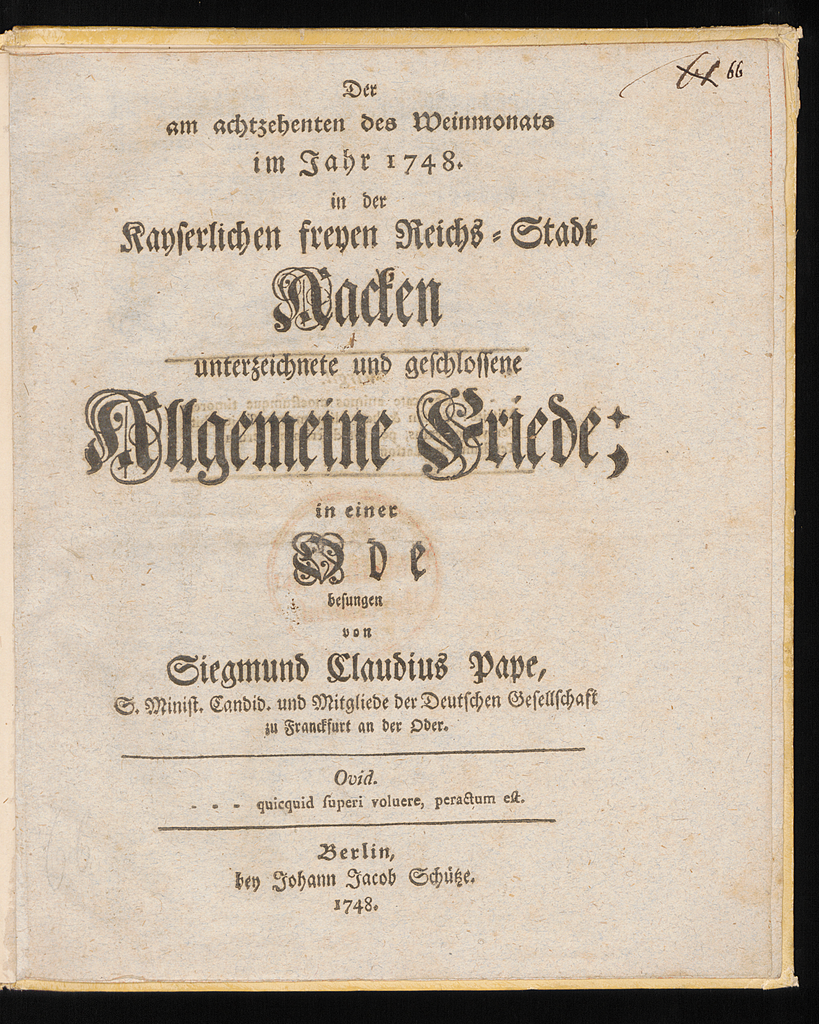 66
Der
am achtzehenten des Weinmonats
im Jahr 1748.
in der
Kayſerlichen freyen Reichs-Stadt
Aacken
unterzeichnete und geſchloſſene
Allgemeine Friede;
in einer
Ode
beſungen
von
Siegmund Claudius Pape,
S. Miniſt. Candid. und Mitgliede der Deutſchen Geſellſchaft
zu Franckfurt an der Oder.
Ovid.
- - - quicquid ſuperi voluere, peractum eſt.
Berlin,
bey Johann Jacob Schütze.
1748.